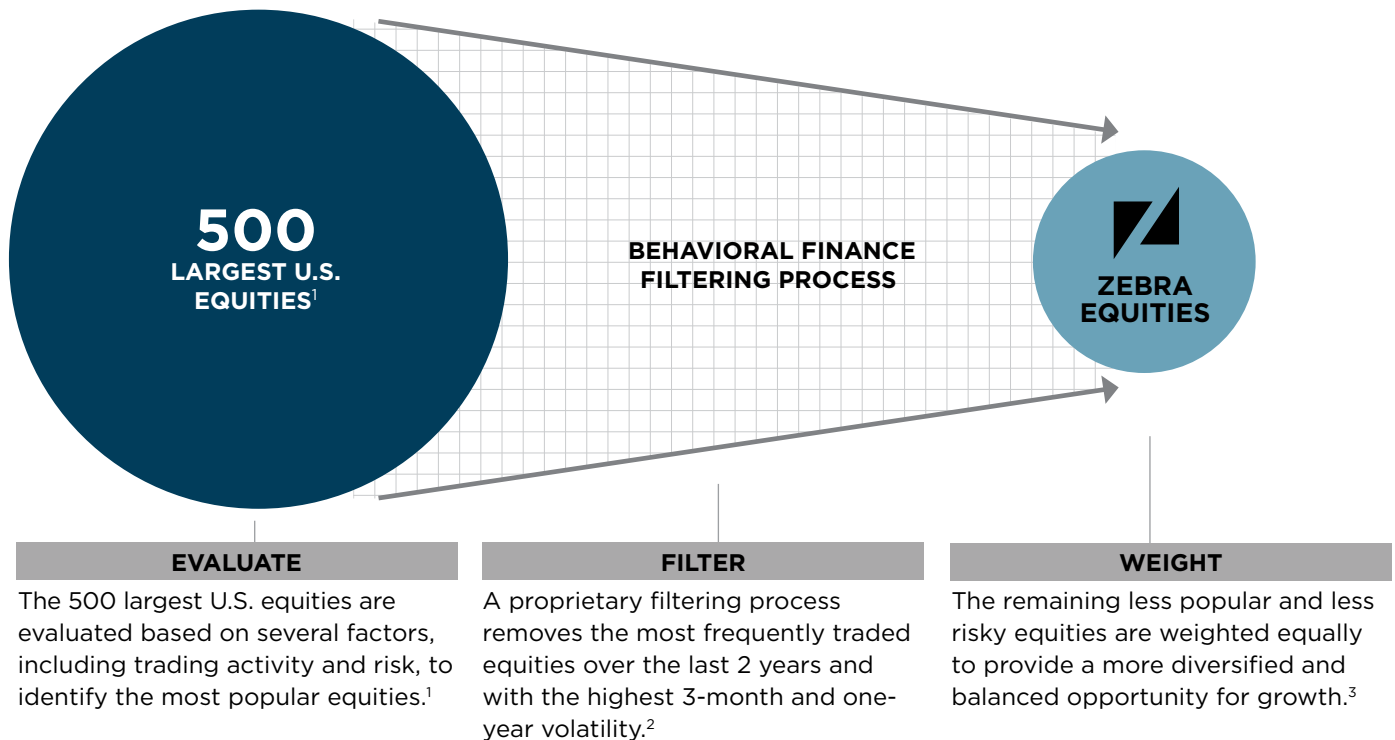 500
LARGEST U.S.
EQUITIES¹
BEHAVIORAL FINANCE
FILTERING PROCESS
ZEBRA
EQUITIES
EVALUATE
The 500 largest U.S. equities are
evaluated based on several factors,
including trading activity and risk, to
identify the most popular equities.¹
FILTER
A proprietary filtering process
removes the most frequently traded
equities over the last 2 years and
with the highest 3-month and one-
year volatility.²
WEIGHT
The remaining less popular and less
risky equities are weighted equally
to provide a more diversified and
balanced opportunity for growth.³